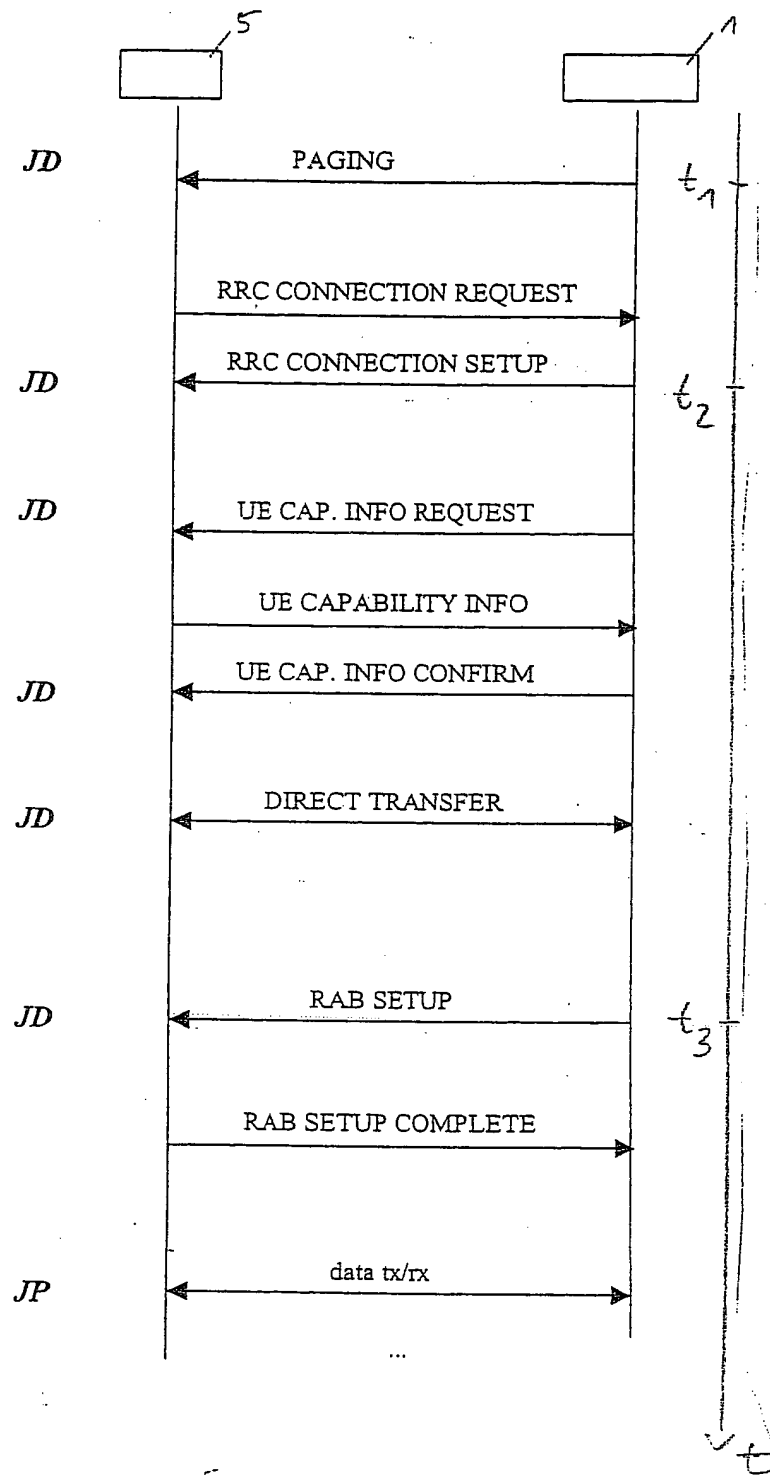 5 1
JD PAGING t1
RRC CONNECTION REQUEST
JD RRC CONNECTION SETUP t2
JD UE CAP. INFO REQUEST
UE CAPABILITY INFO
JD UE CAP. INFO CONFIRM
JD DIRECT TRANSFER
JD RAB SETUP t3
RAB SETUP COMPLETE
JP data tx/rx
...
t